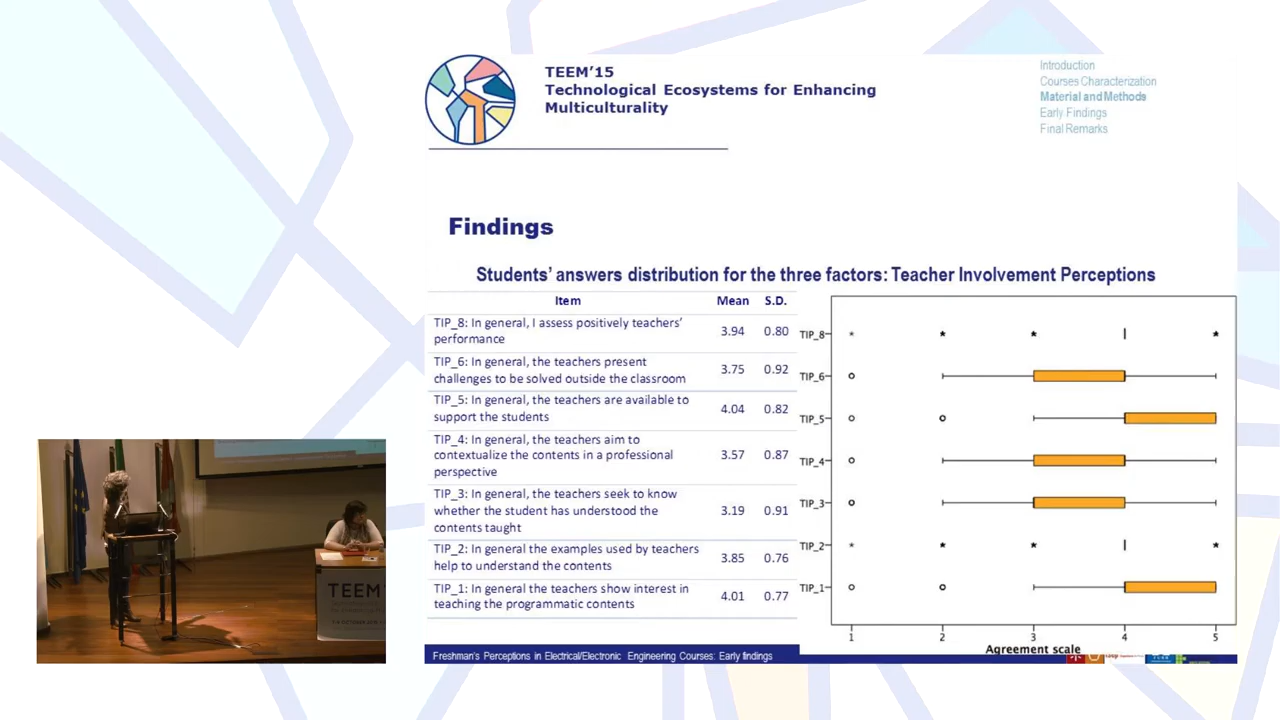 TEEM'15
Technological Ecosystems for Enhancing
Multiculturality
Introduction
Courses Characterization
Material and Methods
Early Findings
Final Remarks
Findings
Students' answers distribution for the three factors: Teacher Involvement Perceptions
Item Mean S.D.
TIP_8: In general, I assess positively teachers'
performance
3.94 0.80
TIP_6: In general, the teachers present
challenges to be solved outside the classroom
3.75 0.92
TIP_5: In general, the teachers are available to
support the students
4.04 0.82
TIP_4: In general, the teachers aim to
contextualize the contents in a professional
perspective
3.57 0.87
TIP_3: In general, the teachers seek to know
whether the student has understood the
contents taught
3.19 0.91
TIP_2: In general the examples used by teachers
help to understand the contents
3.85 0.76
TIP_1: In general the teachers show interest in
teaching the programmatic contents
4.01 0.77
TIP_8
TIP_6
TIP_5
TIP_4
TIP_3
TIP_2
TIP_1
1 2 3 4 5
Agreement scale
Freshman's Perceptions in Electrical/Electronic Engineering Courses: Early findings
TEEM'